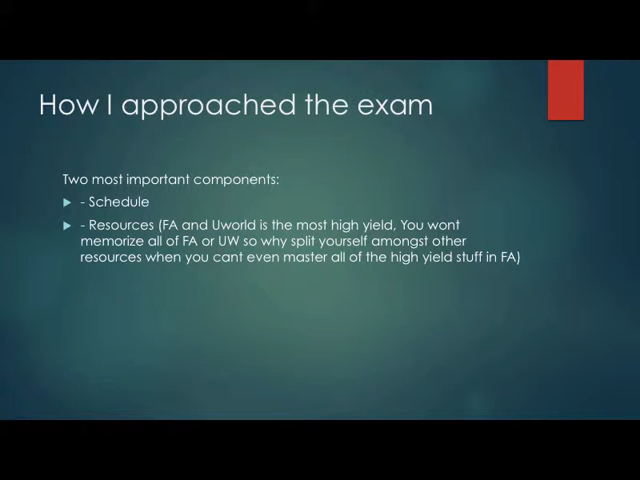 How I approached the exam
Two most important components:
- Schedule
- Resources (FA and Uworld is the most high yield, You wont
memorize all of FA or UW so why split yourself amongst other
resources when you cant even master all of the high yield stuff in FA)